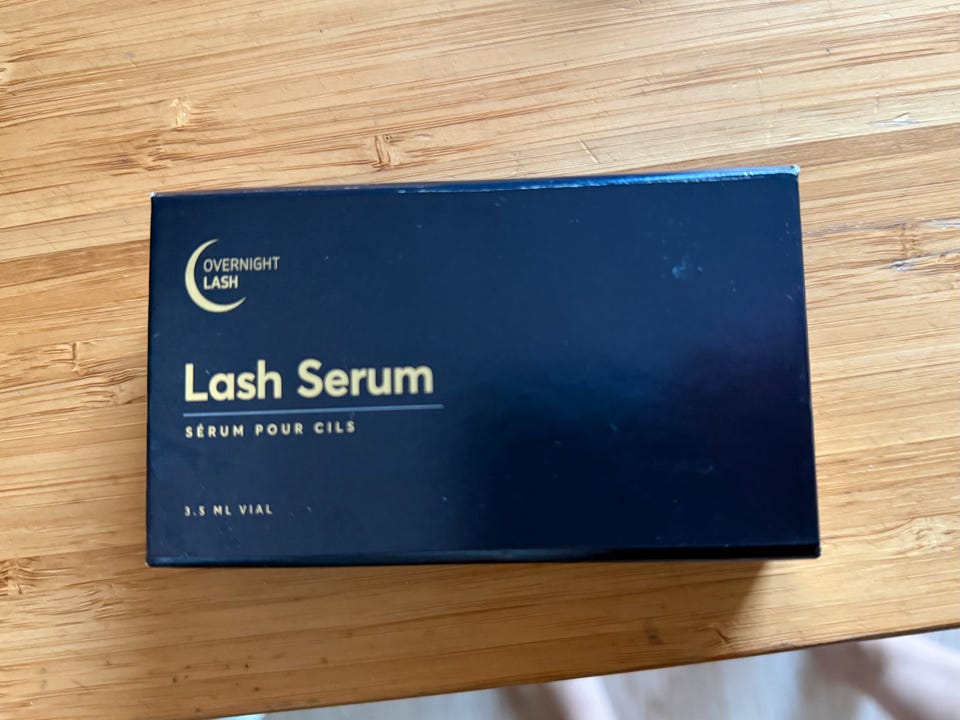 OVERNIGHT
LASH
Lash Serum
SÉRUM POUR CILS
3.5 ML VIAL